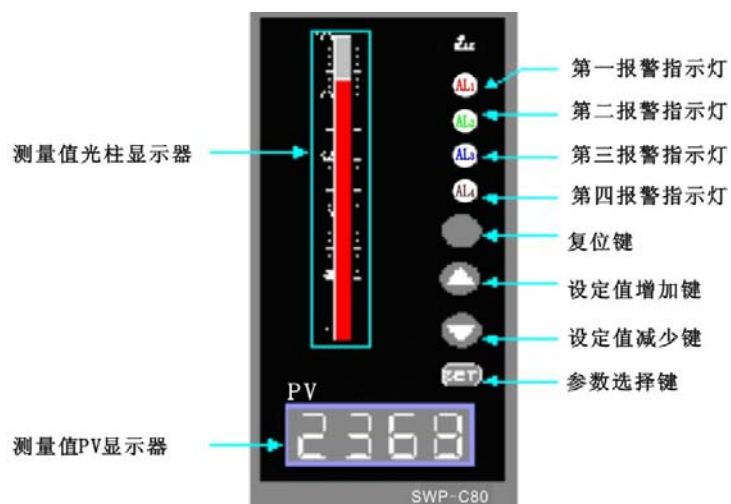 第一报警指示灯
AL1
第二报警指示灯
AL2
测量值光柱显示器
第三报警指示灯
AL3
第四报警指示灯
AL4
复位键
设定值增加键
设定值减少键
SET
参数选择键
PV
测量值PV显示器
2368
SWP-C80